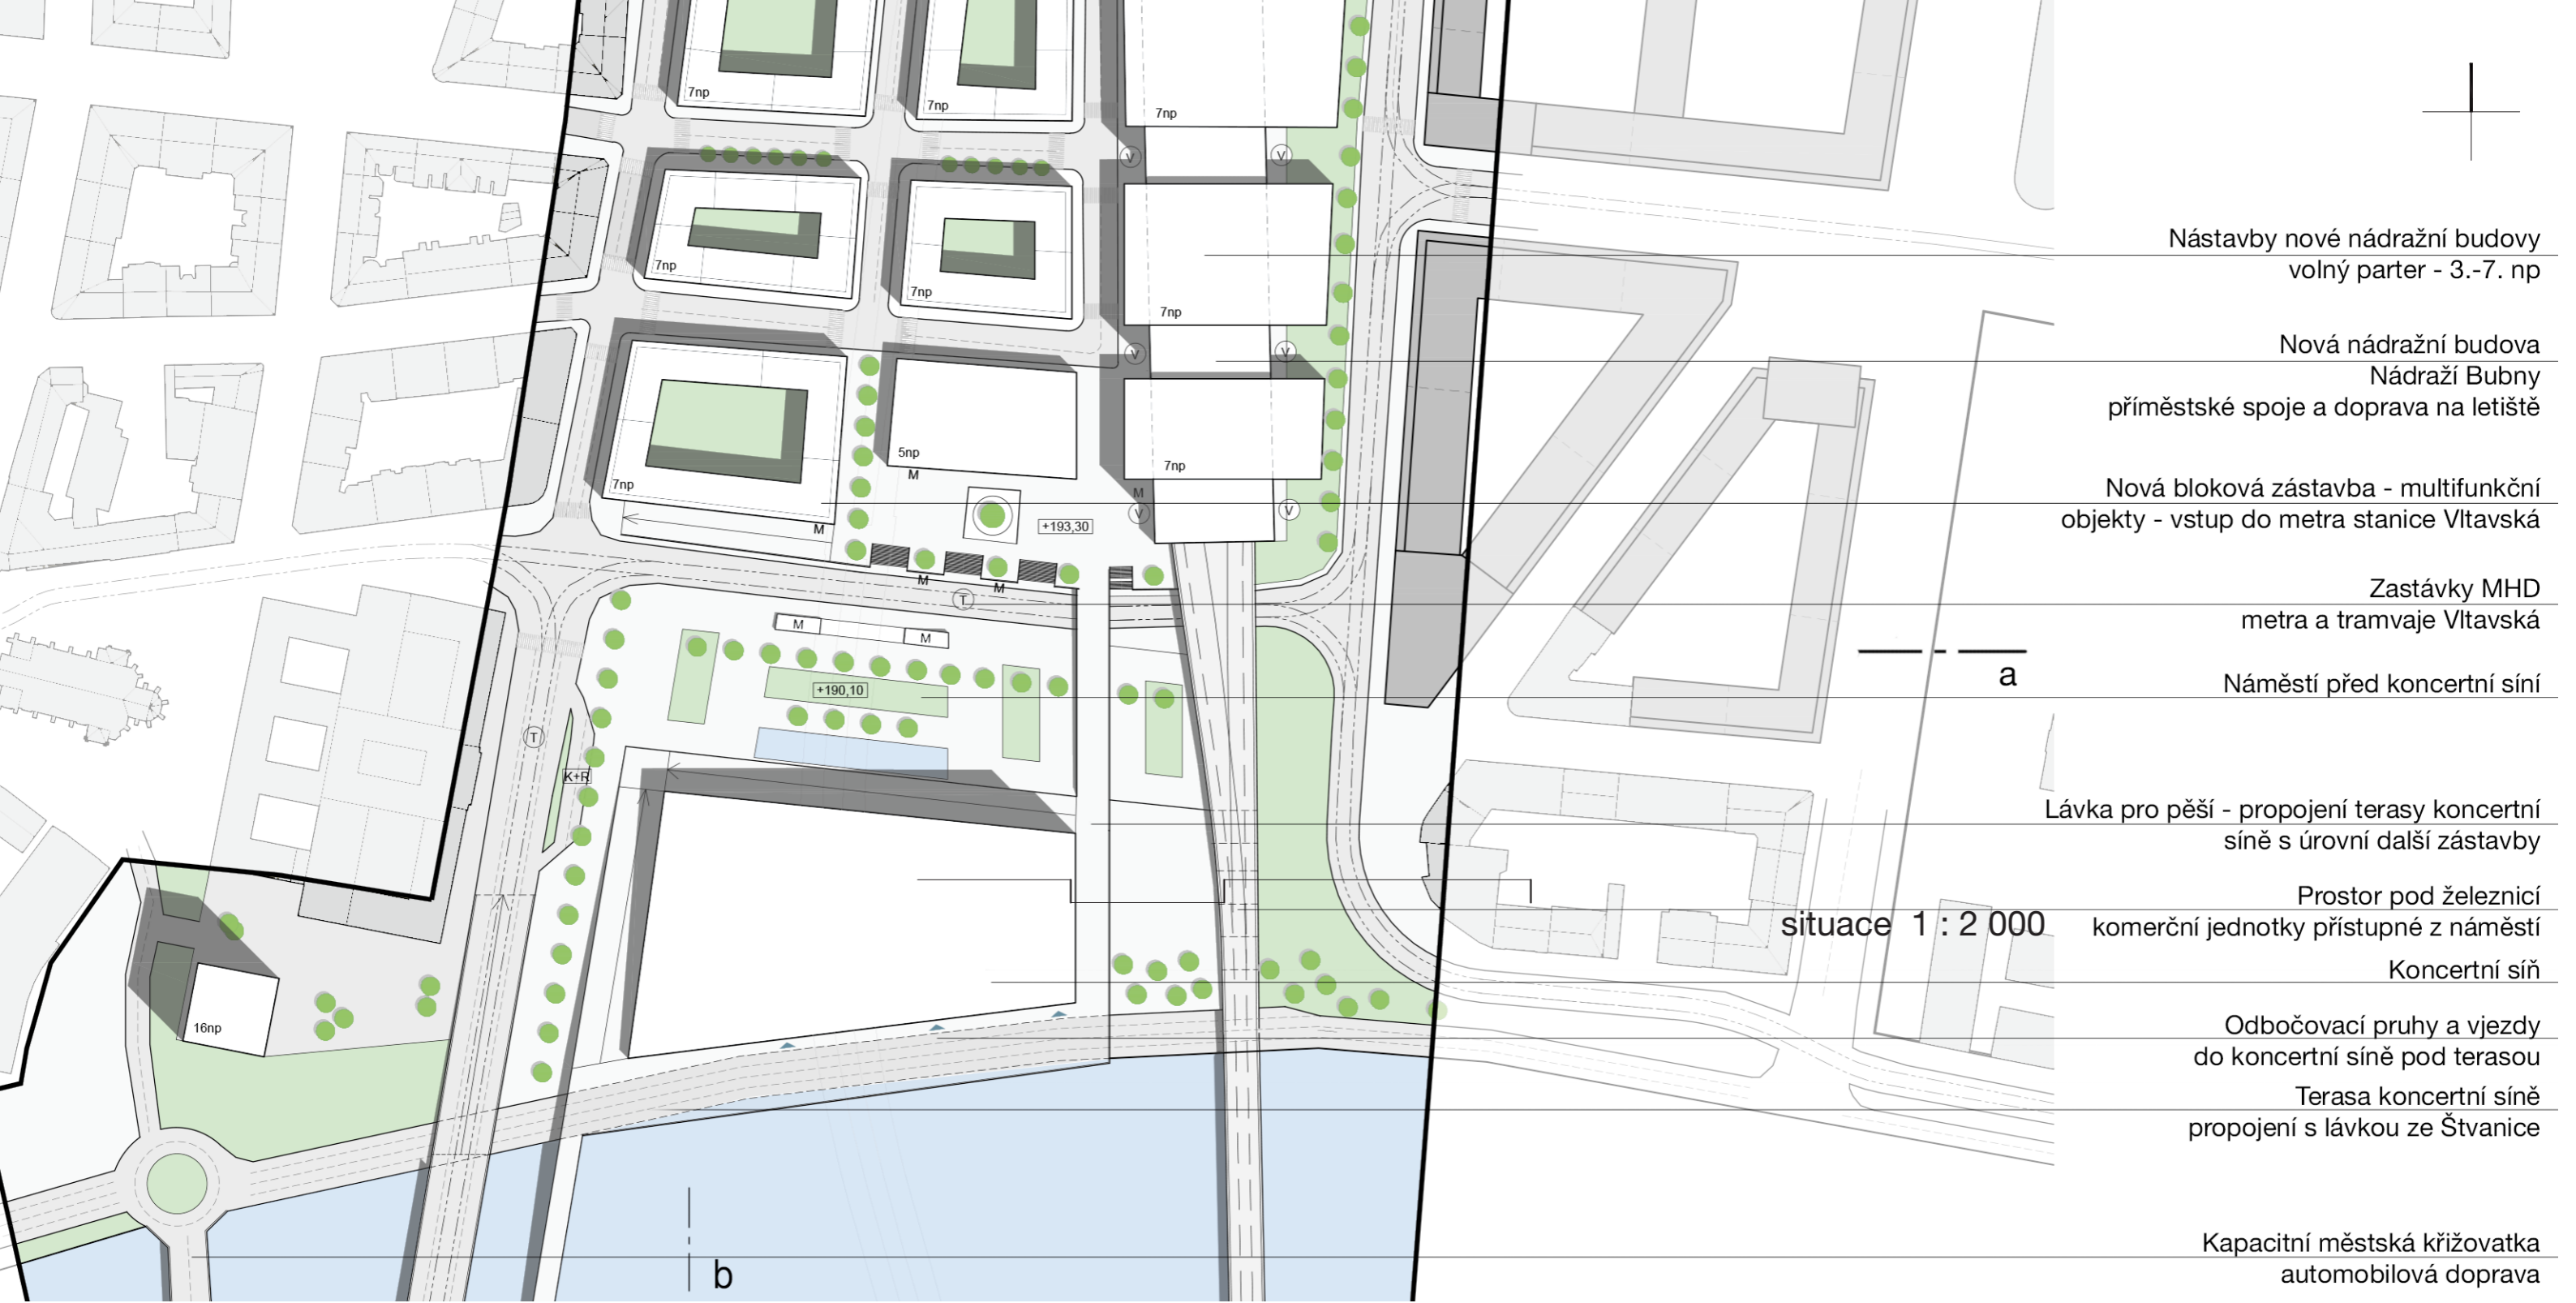 7np
7np
7np
V
V
7np
7np
7np
V
V
5np
M
7np
7np
M
V
V
M
+193,30
M
M
T
M
M
+190,10
T
K+R
16np
b
a
situace 1 : 2 000
Nástavby nové nádražní budovy
volný parter - 3.-7. np
Nová nádražní budova
Nádraží Bubny
příměstské spoje a doprava na letiště
Nová bloková zástavba - multifunkční
objekty - vstup do metra stanice Vltavská
Zastávky MHD
metra a tramvaje Vltavská
Náměstí před koncertní síní
Lávka pro pěší - propojení terasy koncertní
síně s úrovní další zástavby
Prostor pod železnicí
komerční jednotky přístupné z náměstí
Koncertní síň
Odbočovací pruhy a vjezdy
do koncertní síně pod terasou
Terasa koncertní síně
propojení s lávkou ze Štvanice
Kapacitní městská křižovatka
automobilová doprava